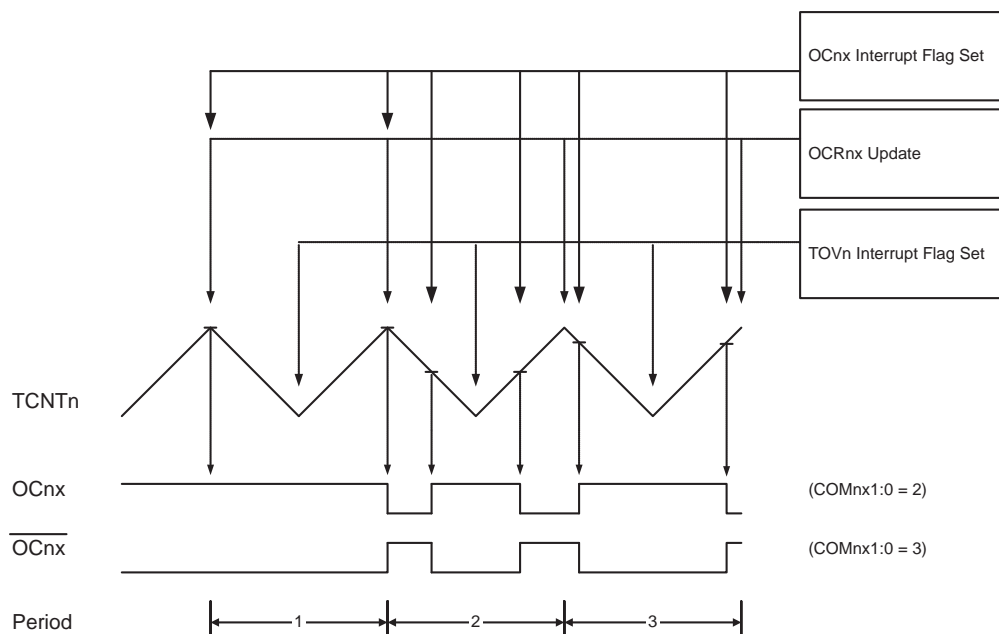 OCnx Interrupt Flag Set
OCRnx Update
TOVn Interrupt Flag Set
TCNTn
OCnx
(COMnx1:0 = 2)
OCnx
(COMnx1:0 = 3)
Period
1
2
3